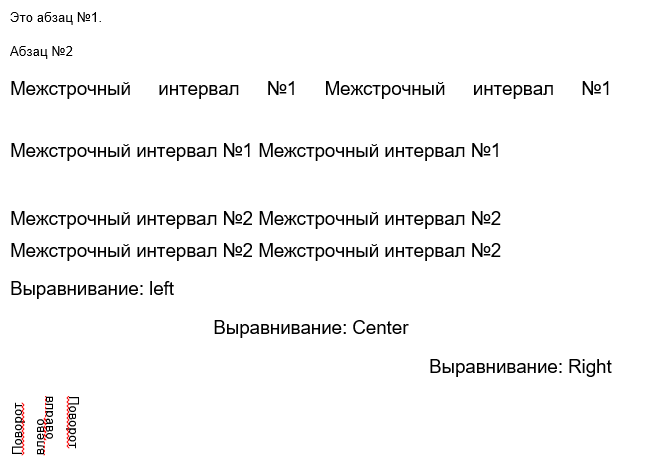 Это абзац №1.
Абзац №2
Межстрочный интервал №1 Межстрочный интервал №1
Межстрочный интервал №1 Межстрочный интервал №1
Межстрочный интервал №2 Межстрочный интервал №2
Межстрочный интервал №2 Межстрочный интервал №2
Выравнивание: left
Выравнивание: Center
Выравнивание: Right
Поворот
влево
Поворот
вправо